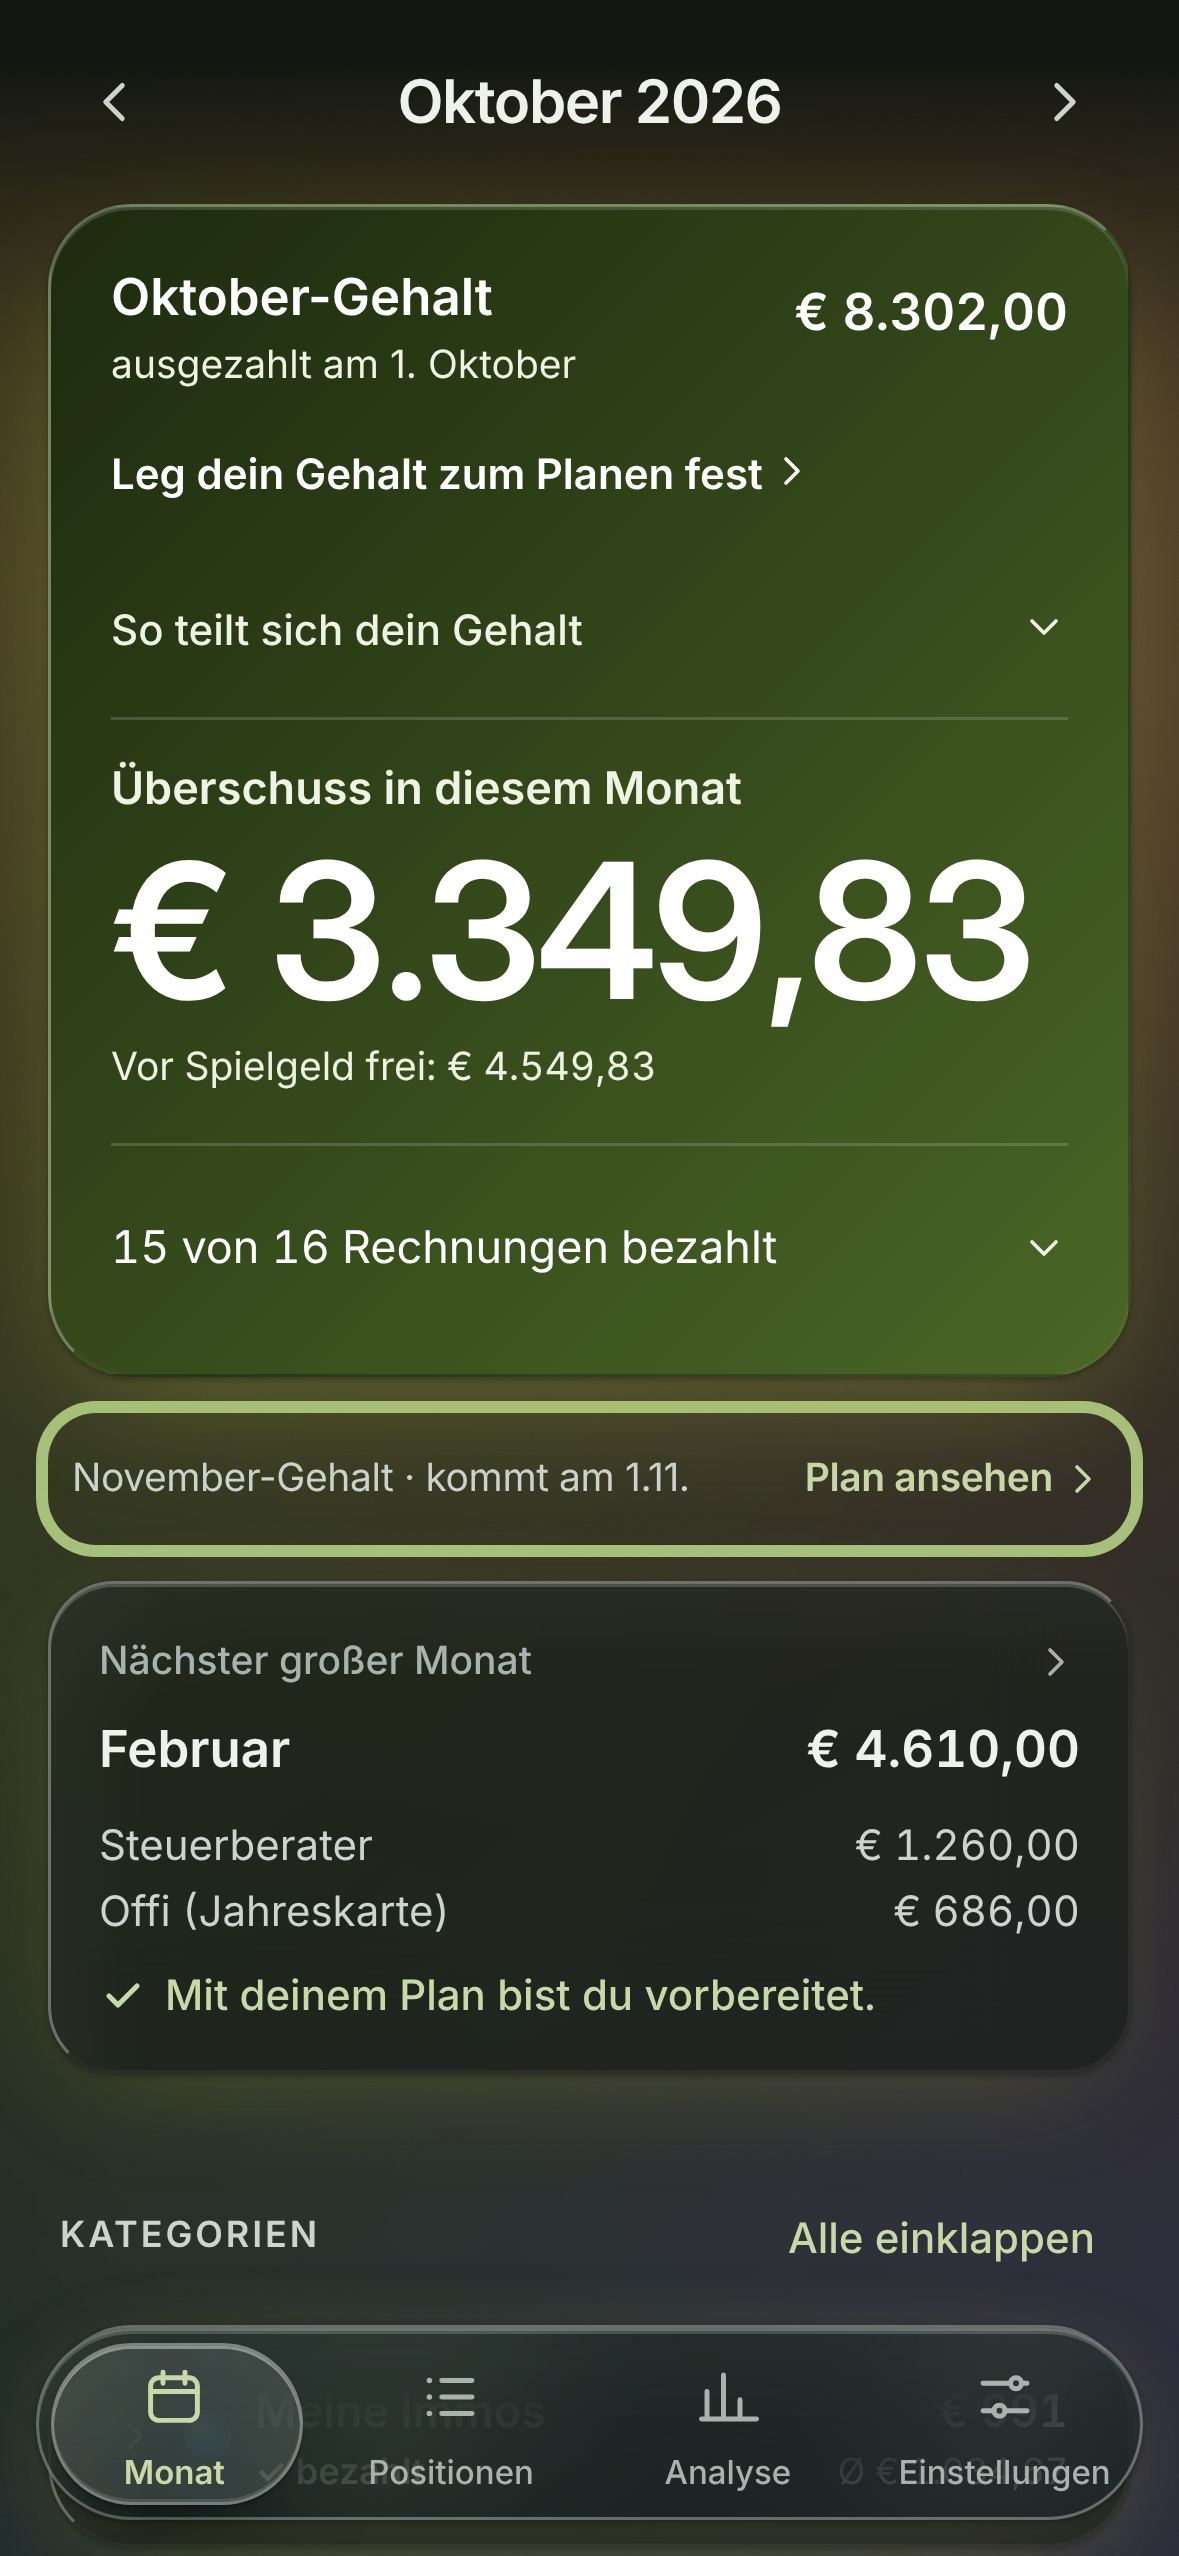 Oktober 2026
Oktober-Gehalt
€ 8.302,00
ausgezahlt am 1. Oktober
Leg dein Gehalt zum Planen fest
So teilt sich dein Gehalt
Überschuss in diesem Monat
€ 3.349,83
Vor Spielgeld frei: € 4.549,83
15 von 16 Rechnungen bezahlt
November-Gehalt · kommt am 1.11.
Plan ansehen
Nächster großer Monat
Februar
€ 4.610,00
Steuerberater
€ 1.260,00
Offi (Jahreskarte)
€ 686,00
Mit deinem Plan bist du vorbereitet.
KATEGORIEN
Alle einklappen
Meine Immos
Monat
Positionen
Analyse
Einstellungen